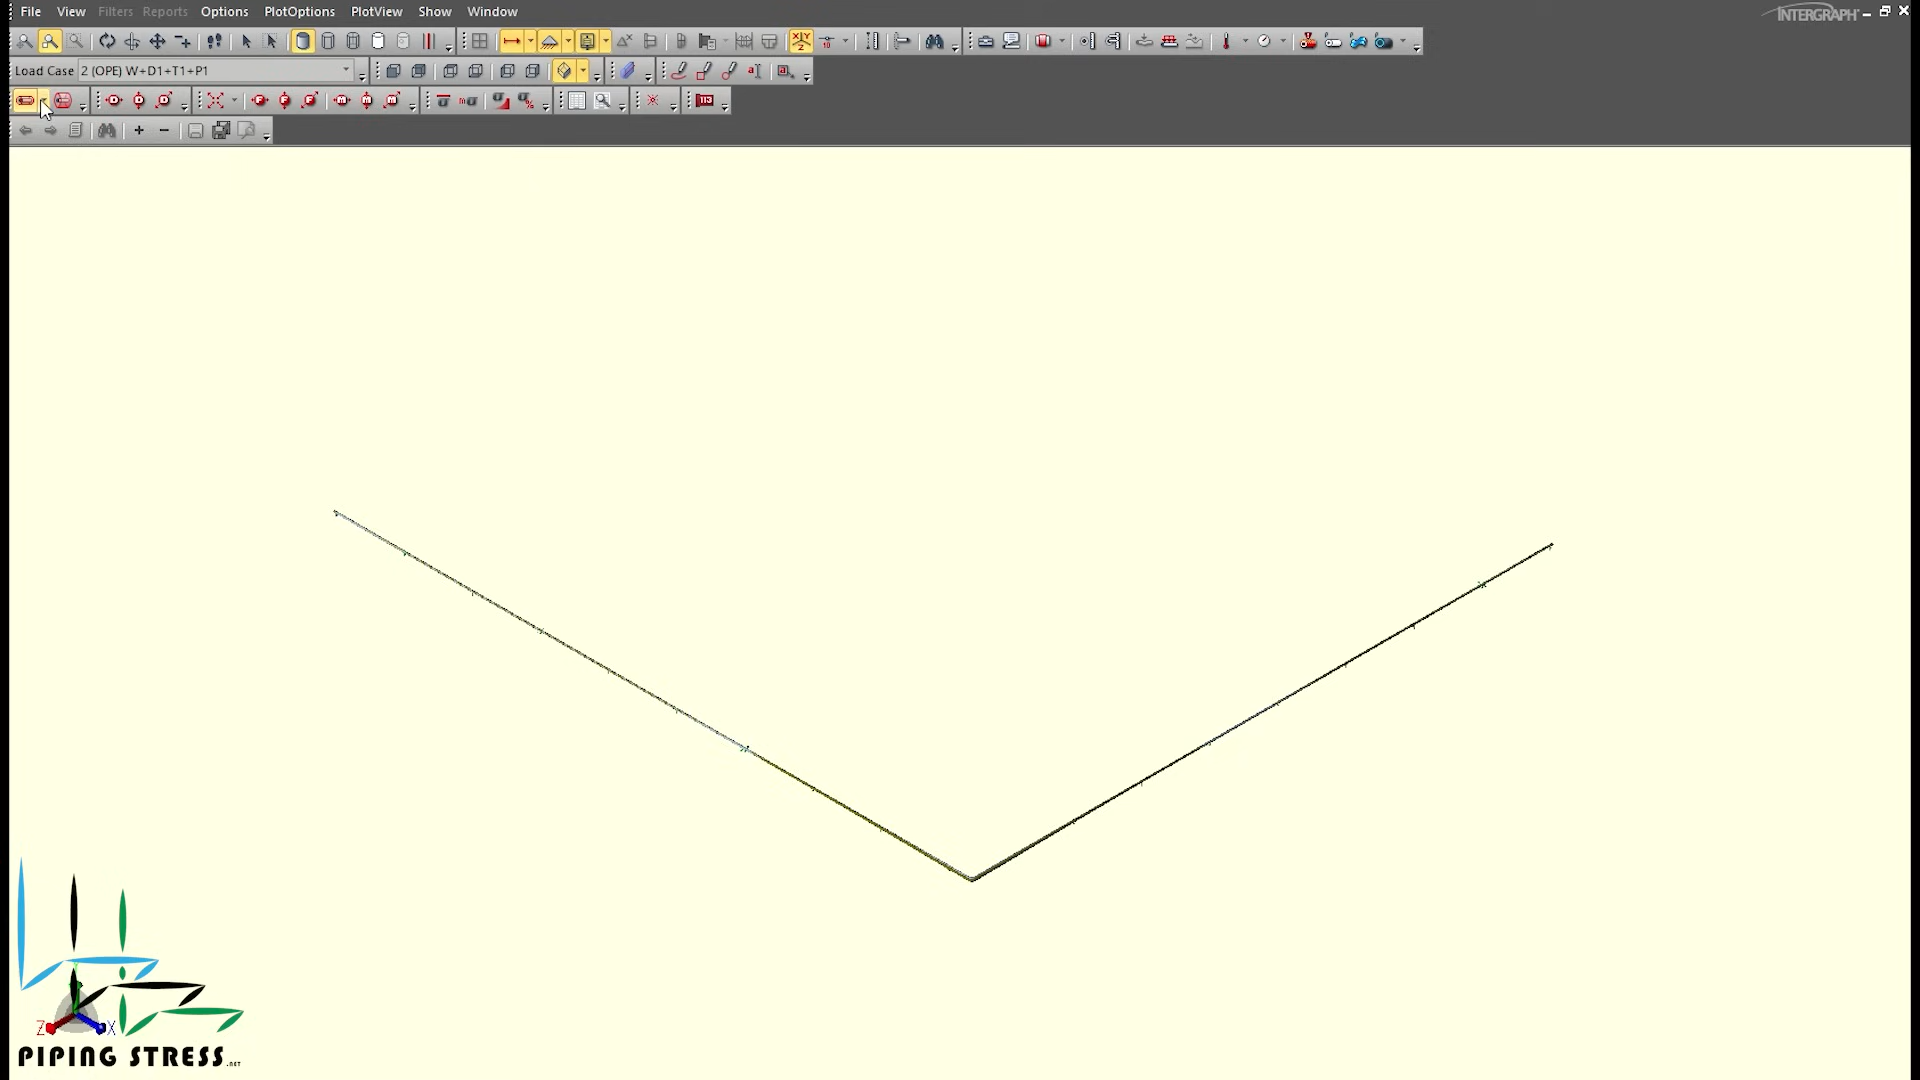 File View Filters Reports Options PlotOptions PlotView Show Window
INTERGRAPH
Load Case 2 (OPE) W+D1+T1+P1
Z X
PIPING STRESS.NET